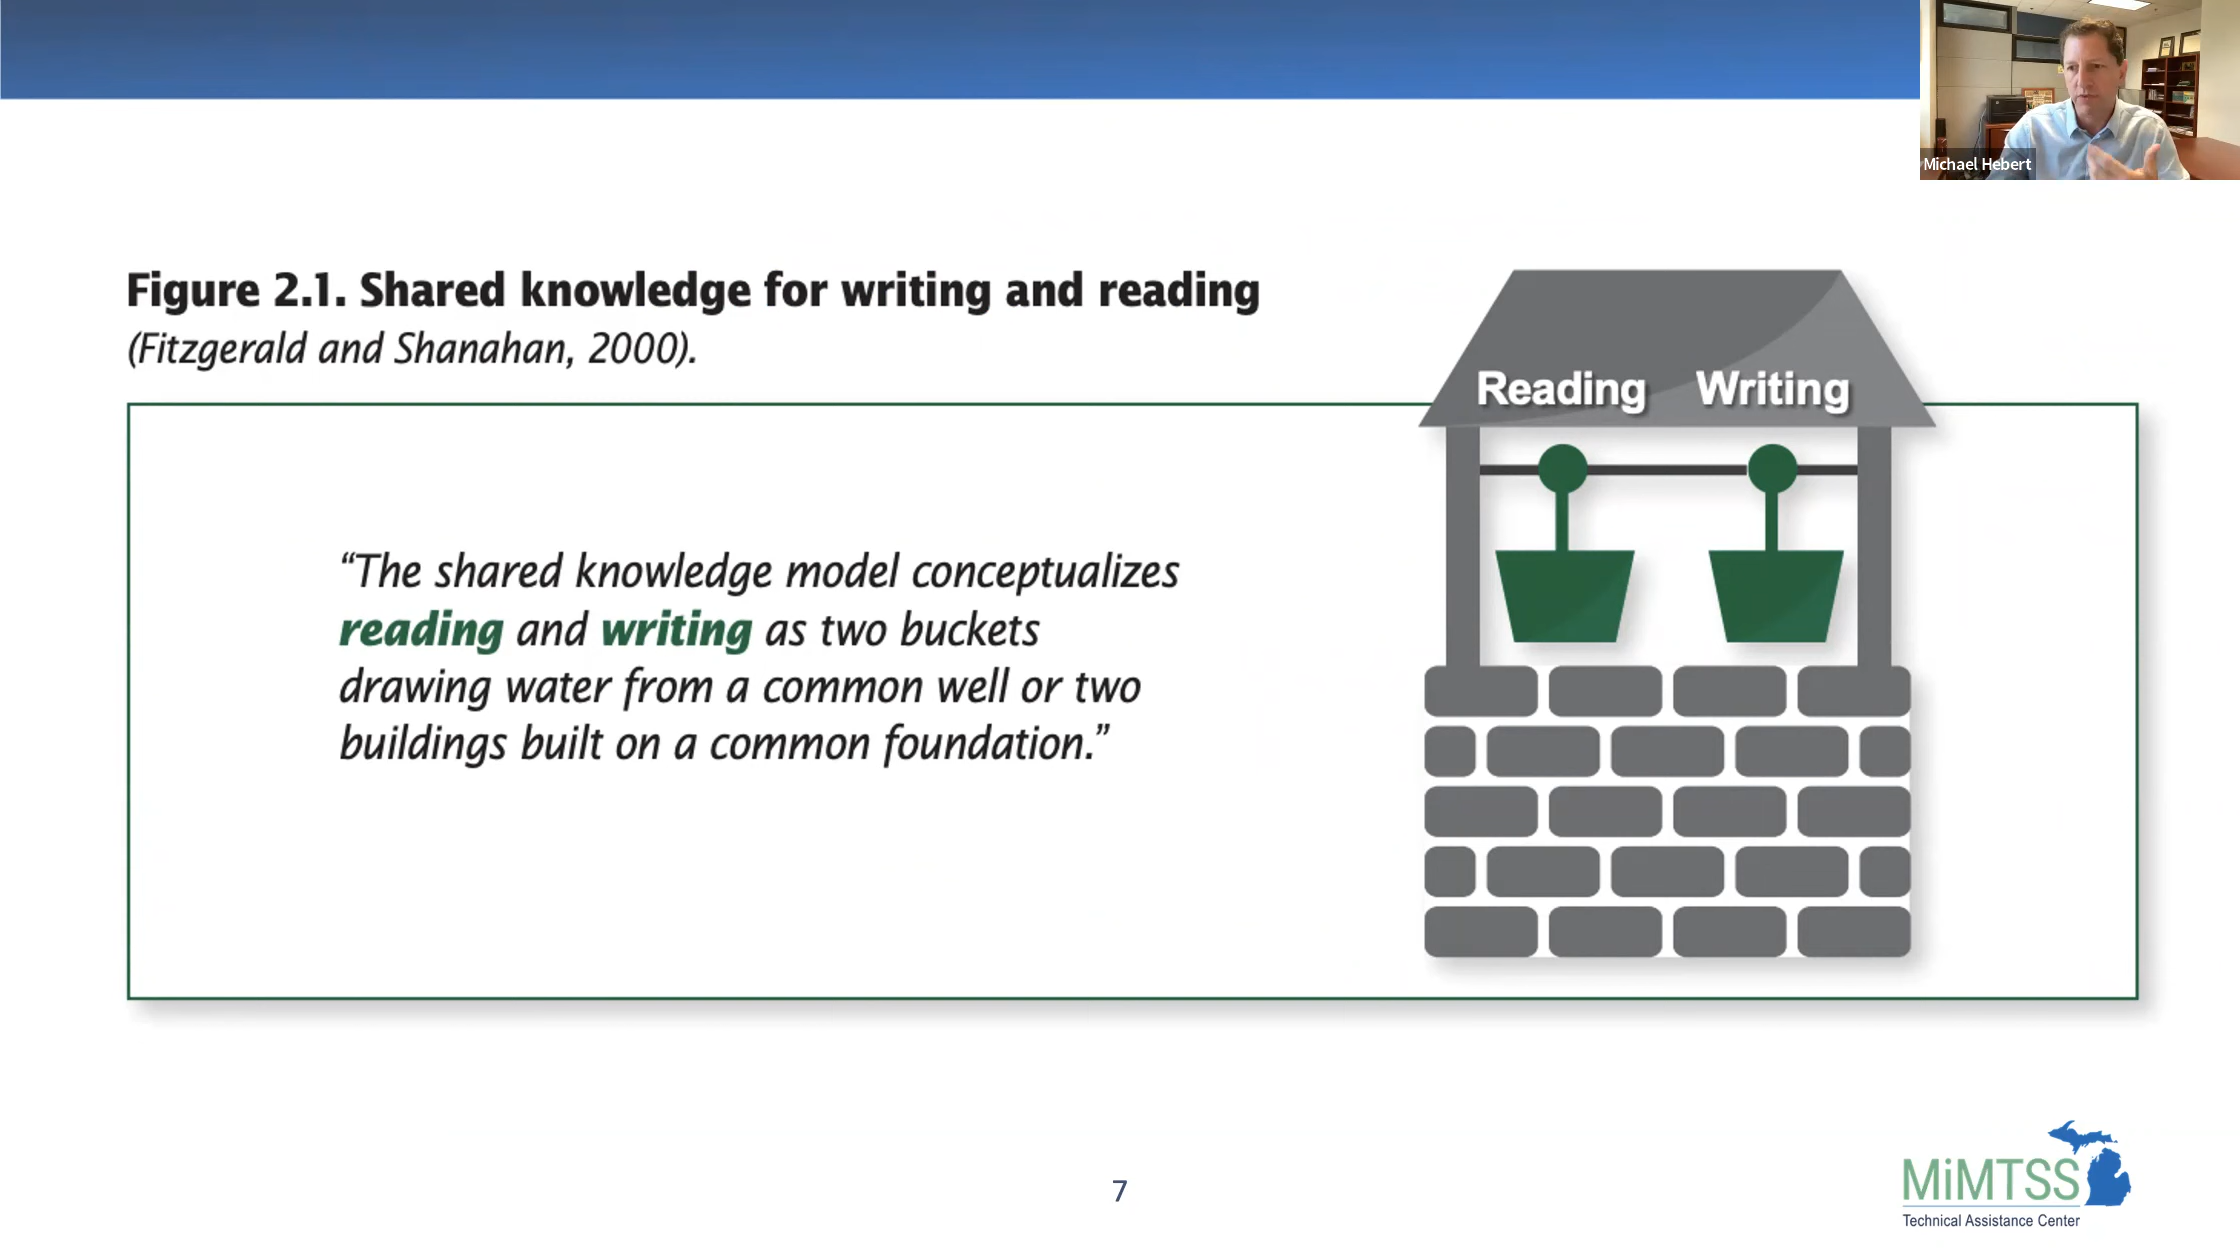 Michael Hebert
Figure 2.1. Shared knowledge for writing and reading
(Fitzgerald and Shanahan, 2000).
Reading Writing
“The shared knowledge model conceptualizes
reading and writing as two buckets
drawing water from a common well or two
buildings built on a common foundation.”
7
MiMTSS
Technical Assistance Center